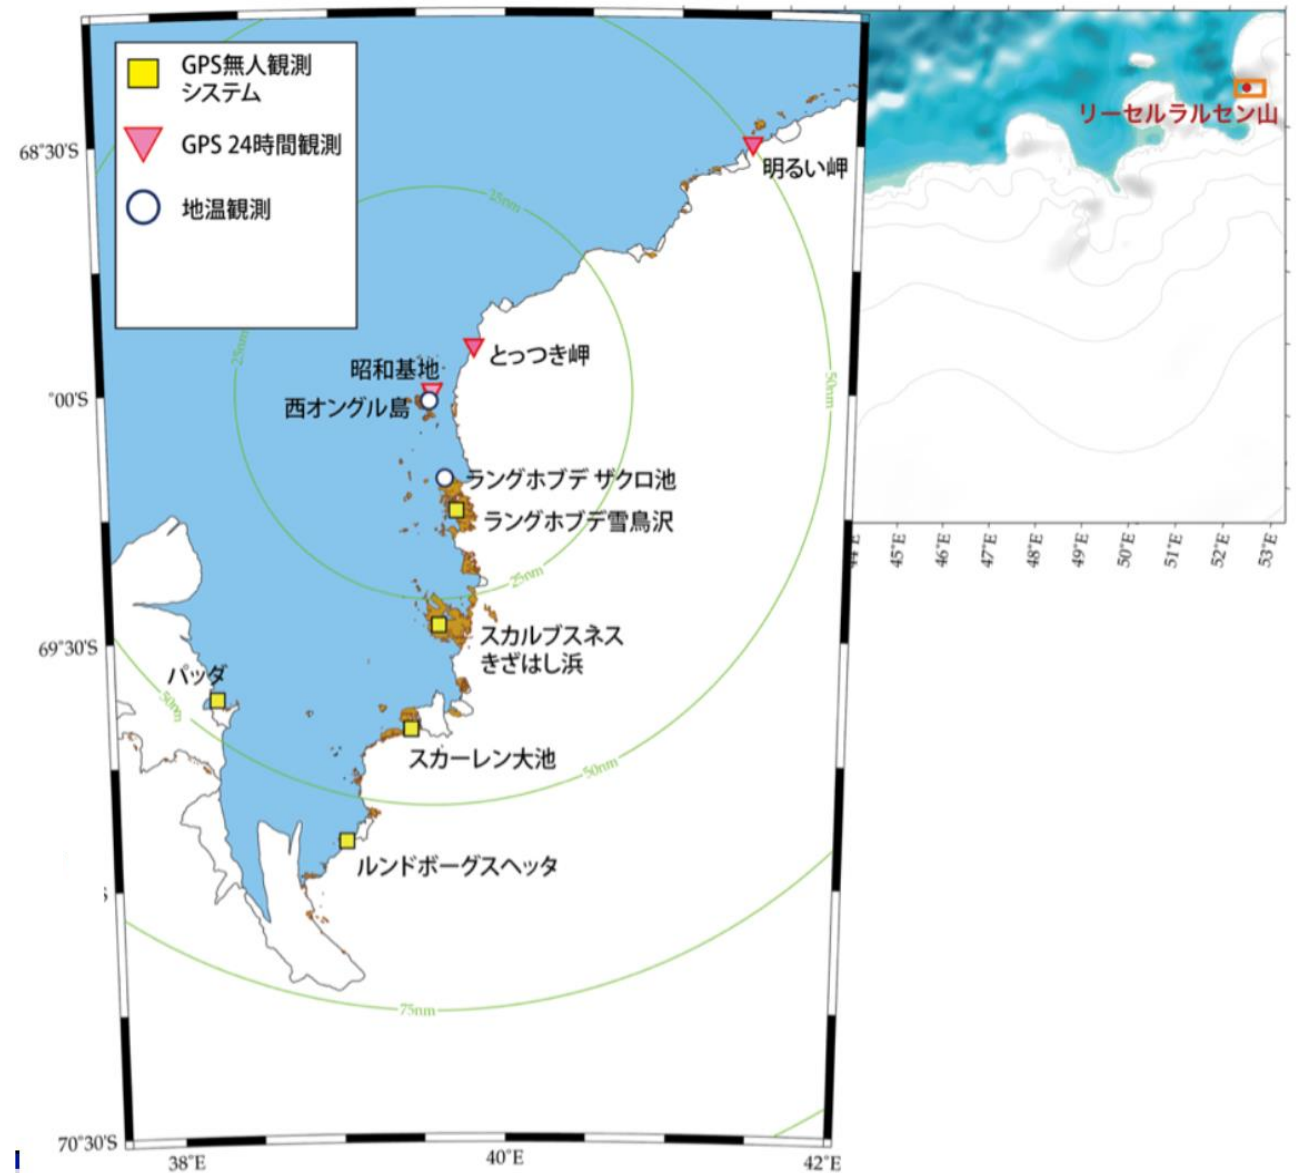 GPS無人観測
システム
GPS 24時間観測
地温観測
リーセルラルセン山
68°30'S
明るい岬
25nm
とっつき岬
25nm
昭和基地
50nm
°00'S
西オングル島
ラングホブデ ザクロ池
ラングホブデ雪鳥沢
44°E
45°E
46°E
47°E
48°E
49°E
50°E
51°E
52°E
53°E
25nm
スカルブスネス
きざはし浜
69°30'S
パッダ
50nm
スカーレン大池
50nm
ルンドボーグスヘッタ
S
75nm
70°30'S
38°E
40°E
42°E